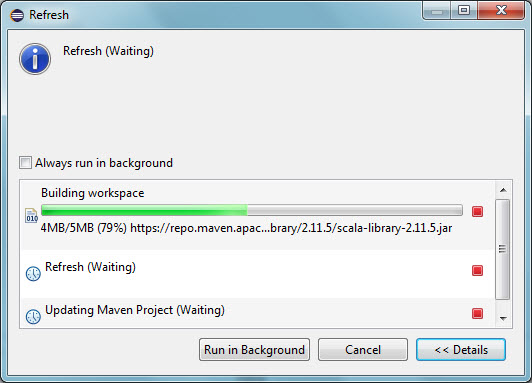 Refresh
Refresh (Waiting)
Always run in background
Building workspace
4MB/5MB (79%) https://repo.maven.apac...brary/2.11.5/scala-library-2.11.5.jar
Refresh (Waiting)
Updating Maven Project (Waiting)
Run in Background Cancel << Details